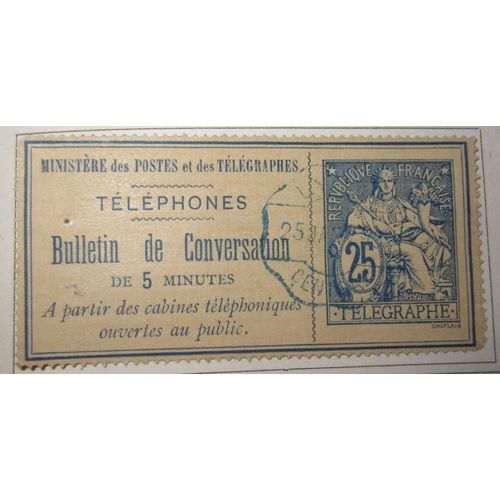 MINISTÈRE des POSTES et des TÉLÉGRAPHES
TÉLÉPHONES
Bulletin de Conversation
DE 5 MINUTES
A partir des cabines téléphoniques
ouvertes au public.
REPUBLIQUE FRANÇAISE
25
TÉLÉGRAPHE
CHAPLAIN
25